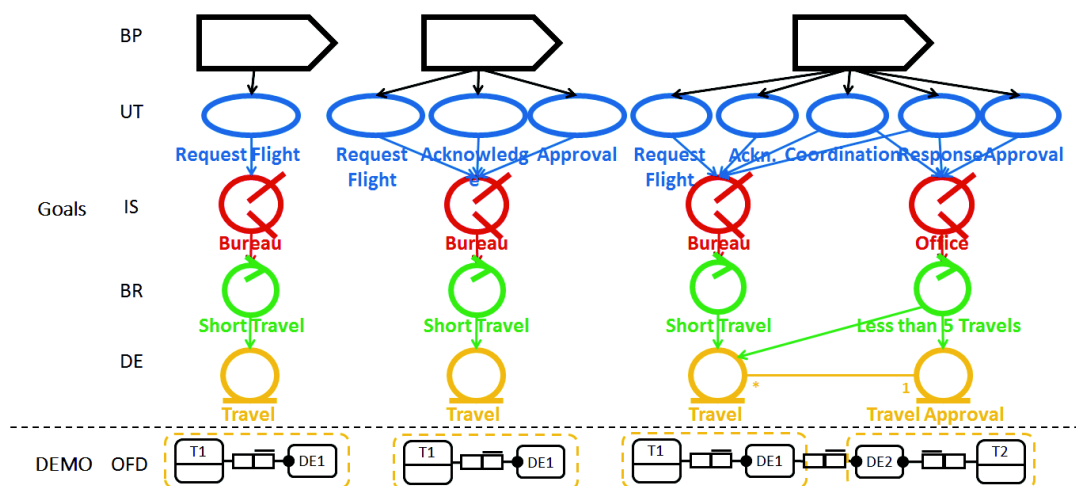 BP
UT
Request Flight
Request Flight
Acknowledge
Approval
Request Flight
Ackn.
Coordination
Response
Approval
Goals
IS
Bureau
Bureau
Bureau
Office
BR
Short Travel
Short Travel
Short Travel
Less than 5 Travels
DE
*
1
Travel
Travel
Travel
Travel Approval
DEMO
OFD
T1
DE1
T1
DE1
T1
DE1
DE2
T2